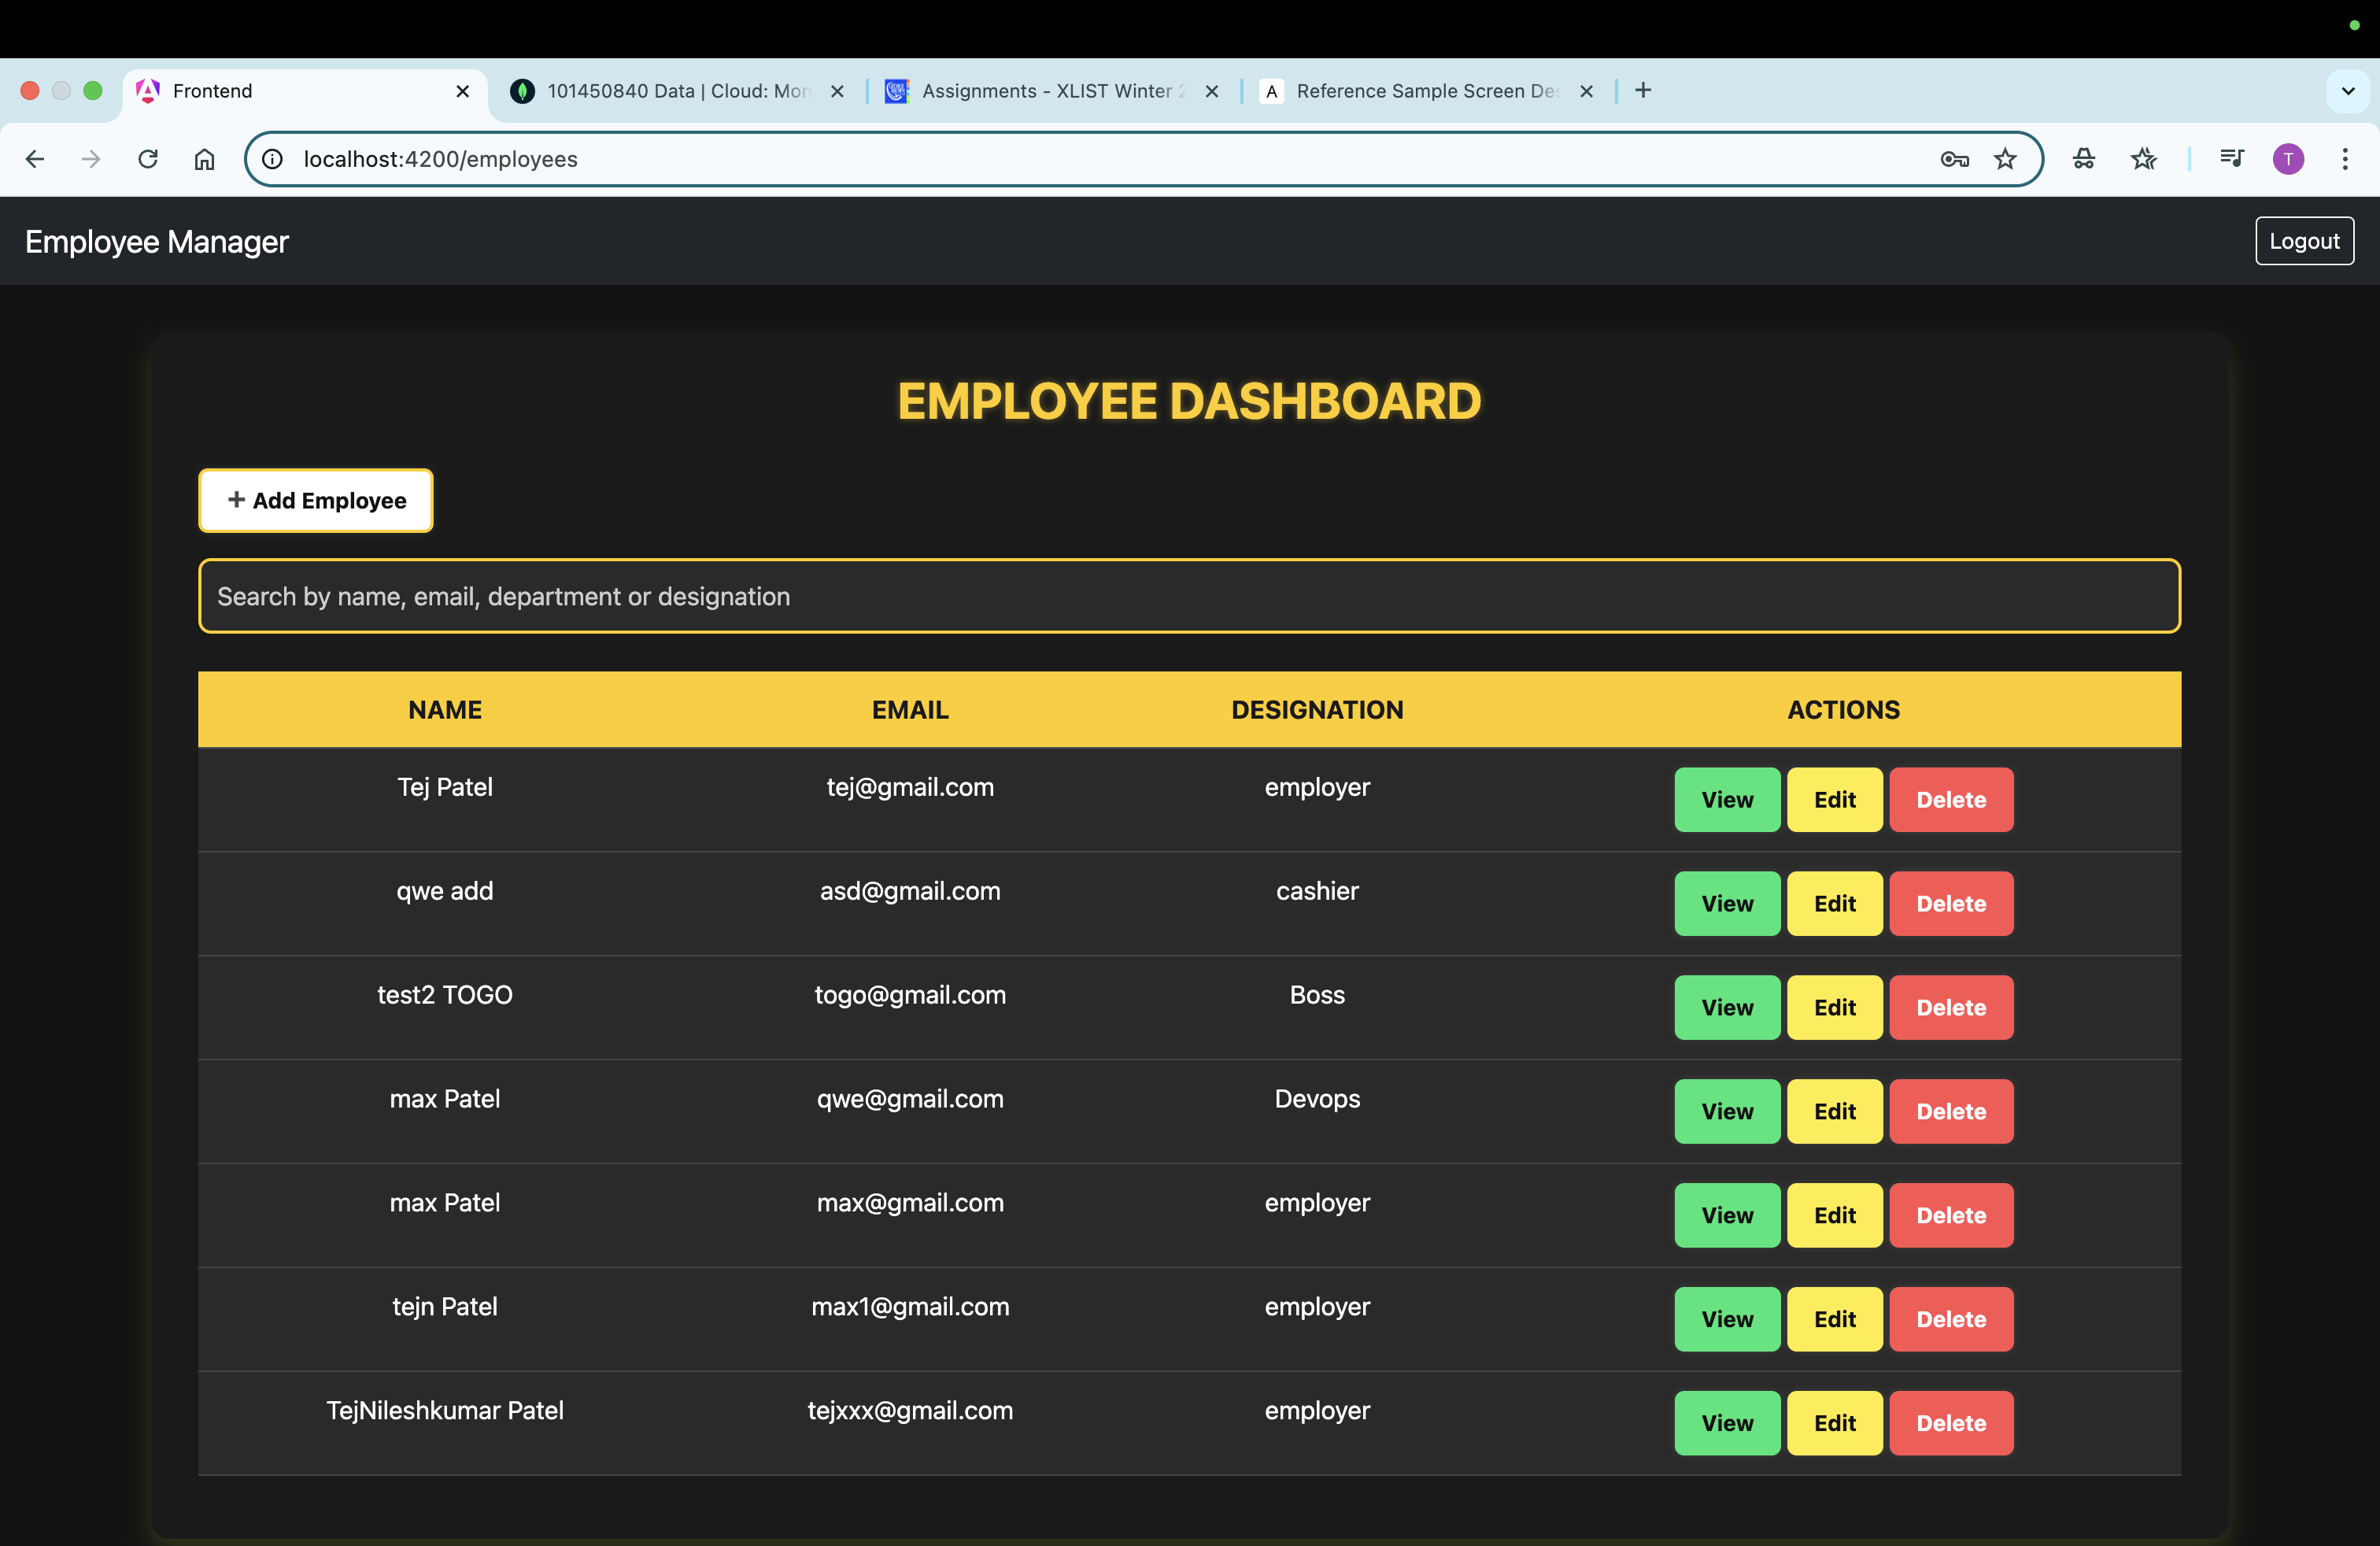 Frontend
101450840 Data | Cloud: Mon
Assignments - XLIST Winter 2
A
Reference Sample Screen Des
localhost:4200/employees
T
Employee Manager
Logout
EMPLOYEE DASHBOARD
+ Add Employee
Search by name, email, department or designation
NAME EMAIL DESIGNATION ACTIONS
Tej Patel tej@gmail.com employer View Edit Delete
qwe add asd@gmail.com cashier View Edit Delete
test2 TOGO togo@gmail.com Boss View Edit Delete
max Patel qwe@gmail.com Devops View Edit Delete
max Patel max@gmail.com employer View Edit Delete
tejn Patel max1@gmail.com employer View Edit Delete
TejNileshkumar Patel tejxxx@gmail.com employer View Edit Delete